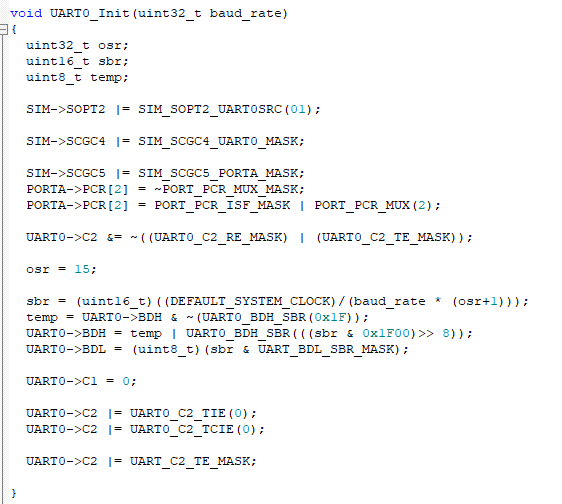 void UART0_Init(uint32_t baud_rate)
{
uint32_t osr;
uint16_t sbr;
uint8_t temp;
SIM->SOPT2 |= SIM_SOPT2_UART0SRC(01);
SIM->SCGC4 |= SIM_SCGC4_UART0_MASK;
SIM->SCGC5 |= SIM_SCGC5_PORTA_MASK;
PORTA->PCR[2] = ~PORT_PCR_MUX_MASK;
PORTA->PCR[2] = PORT_PCR_ISF_MASK | PORT_PCR_MUX(2);
UART0->C2 &= ~((UART0_C2_RE_MASK) | (UART0_C2_TE_MASK));
osr = 15;
sbr = (uint16_t)((DEFAULT_SYSTEM_CLOCK)/(baud_rate * (osr+1)));
temp = UART0->BDH & ~(UART0_BDH_SBR(0x1F));
UART0->BDH = temp | UART0_BDH_SBR(((sbr & 0x1F00)>> 8));
UART0->BDL = (uint8_t)(sbr & UART_BDL_SBR_MASK);
UART0->C1 = 0;
UART0->C2 |= UART0_C2_TIE(0);
UART0->C2 |= UART0_C2_TCIE(0);
UART0->C2 |= UART_C2_TE_MASK;
}